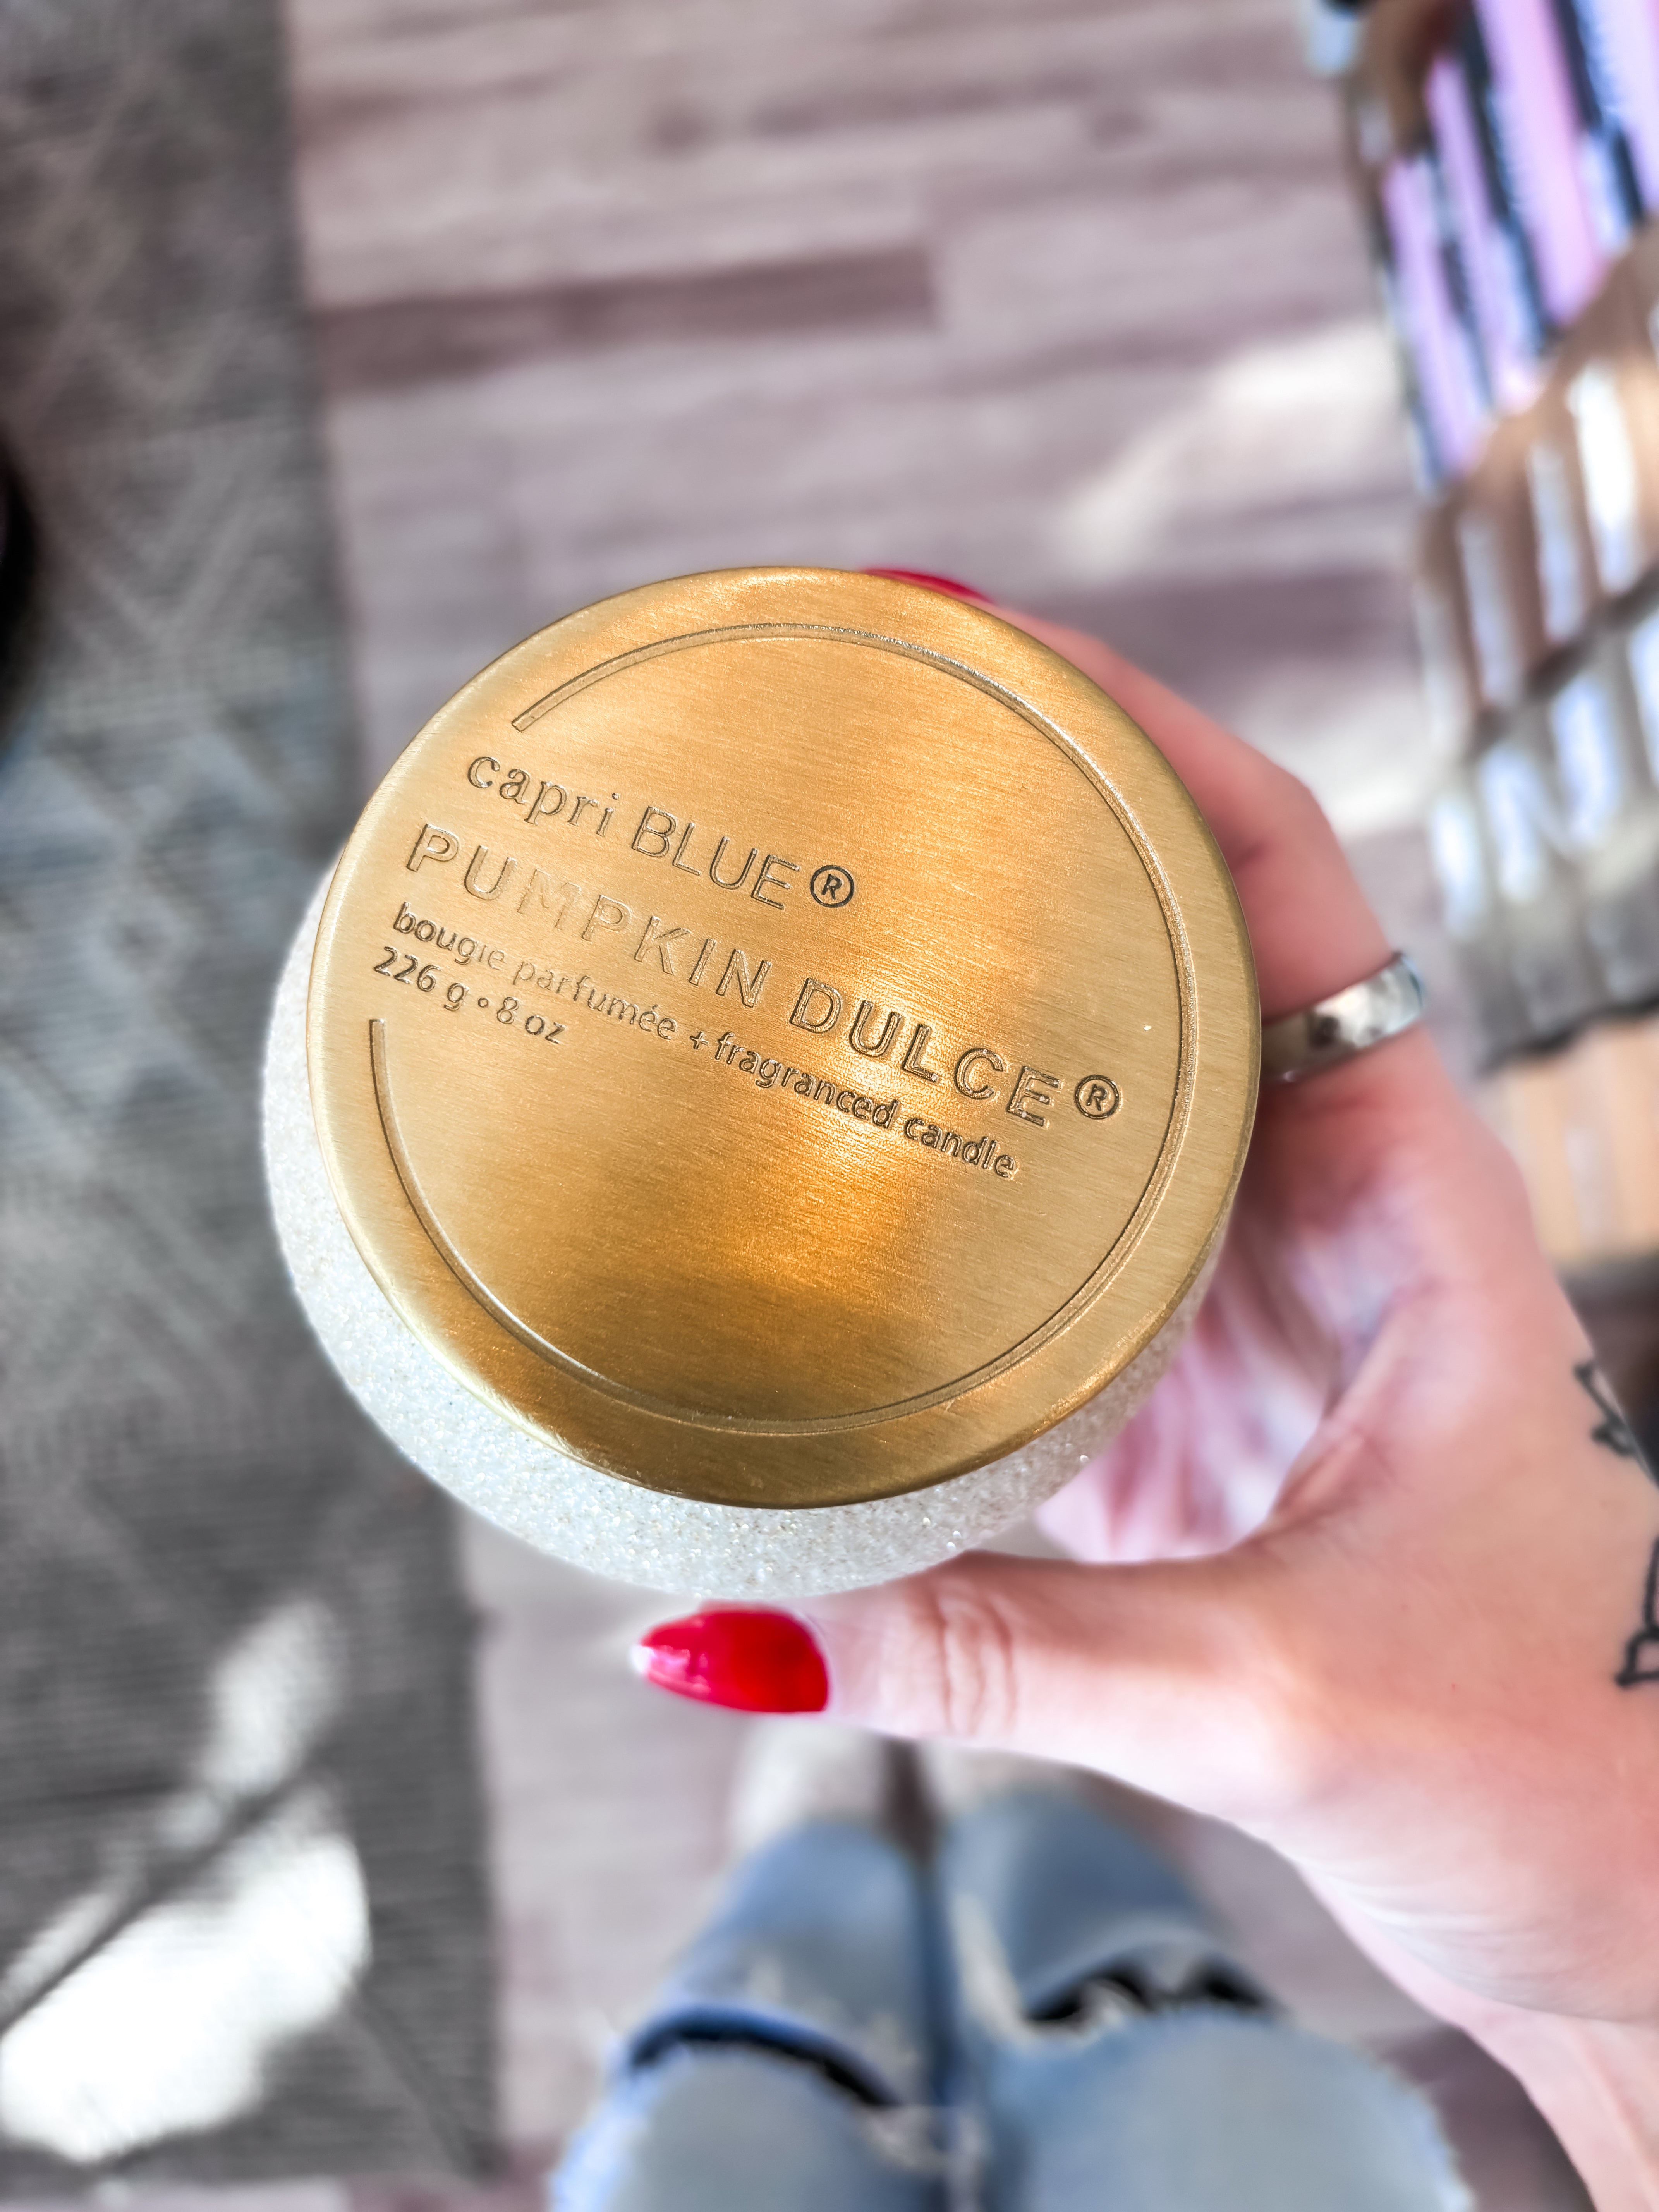 capri BLUE®
PUMPKIN DULCE®
bougie parfumée + fragranced candle
226 g • 8 oz